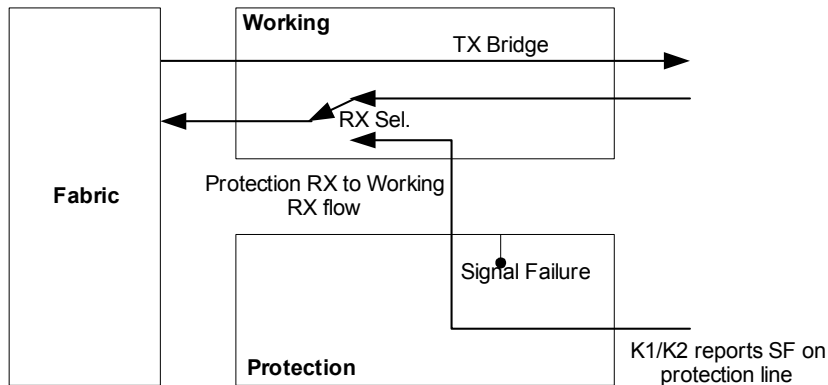 Working
TX Bridge
RX Sel.
Protection RX to Working
RX flow
Fabric
Signal Failure
Protection
K1/K2 reports SF on
protection line